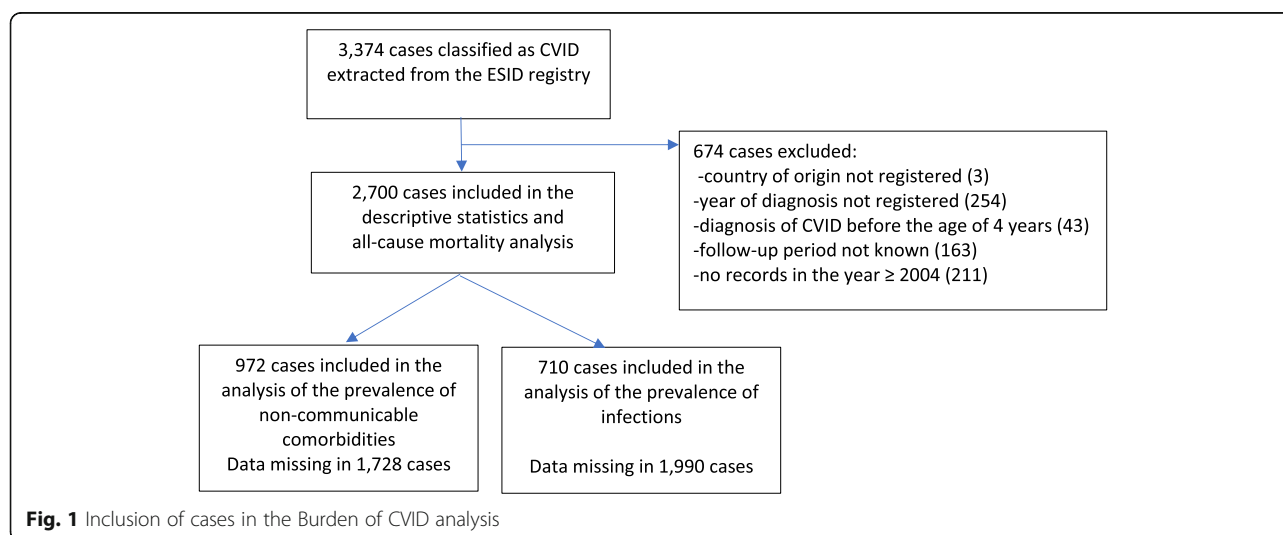 3,374 cases classified as CVID
extracted from the ESID registry
674 cases excluded:
-country of origin not registered (3)
-year of diagnosis not registered (254)
-diagnosis of CVID before the age of 4 years (43)
-follow-up period not known (163)
-no records in the year ≥ 2004 (211)
2,700 cases included in the
descriptive statistics and
all-cause mortality analysis
972 cases included in the
analysis of the prevalence of
non-communicable
comorbidities
Data missing in 1,728 cases
710 cases included in the
analysis of the prevalence of
infections
Data missing in 1,990 cases
Fig. 1 Inclusion of cases in the Burden of CVID analysis